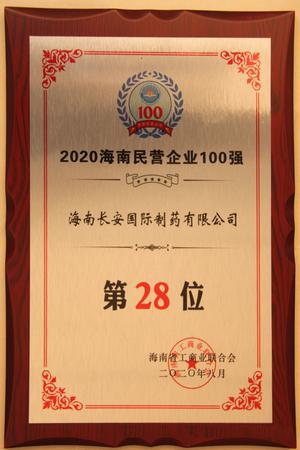 100
2020海南民营企业100强
海南长安国际制药有限公司
第28位
海南省工商业联合会
二〇二〇年八月